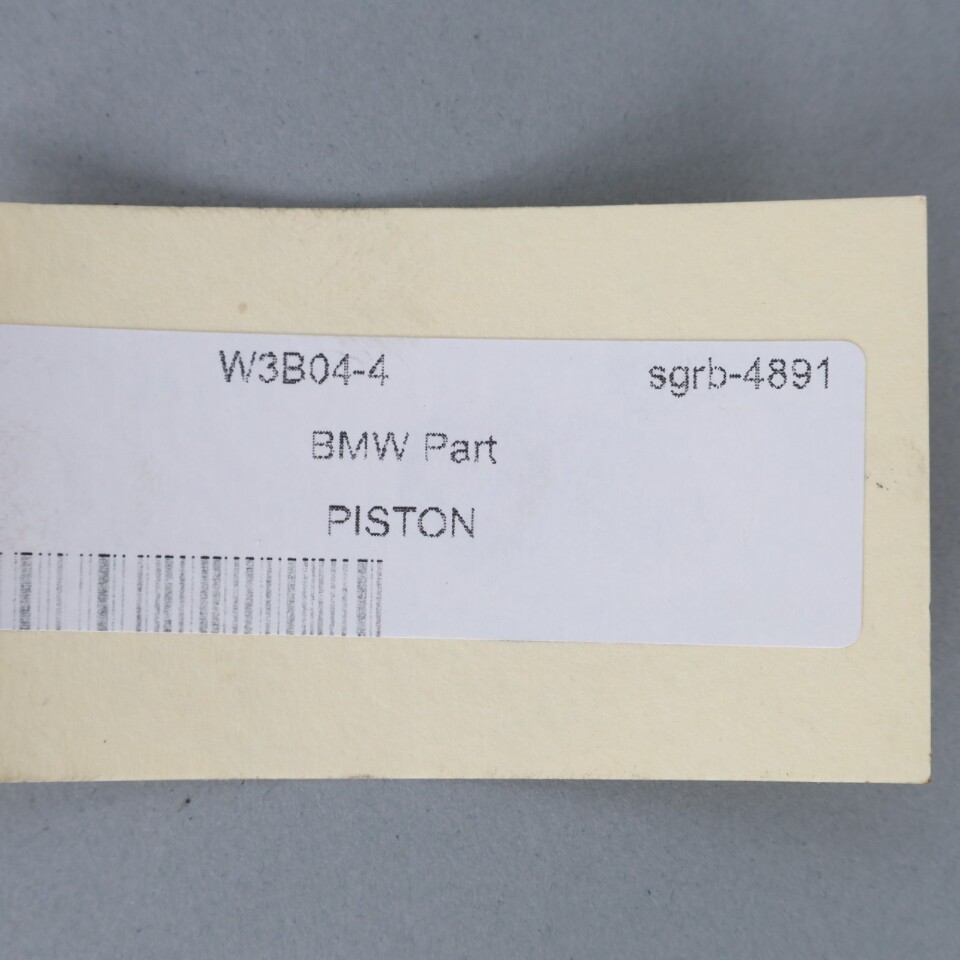 W3B04-4 sgrb-4891
BMW Part
PISTON